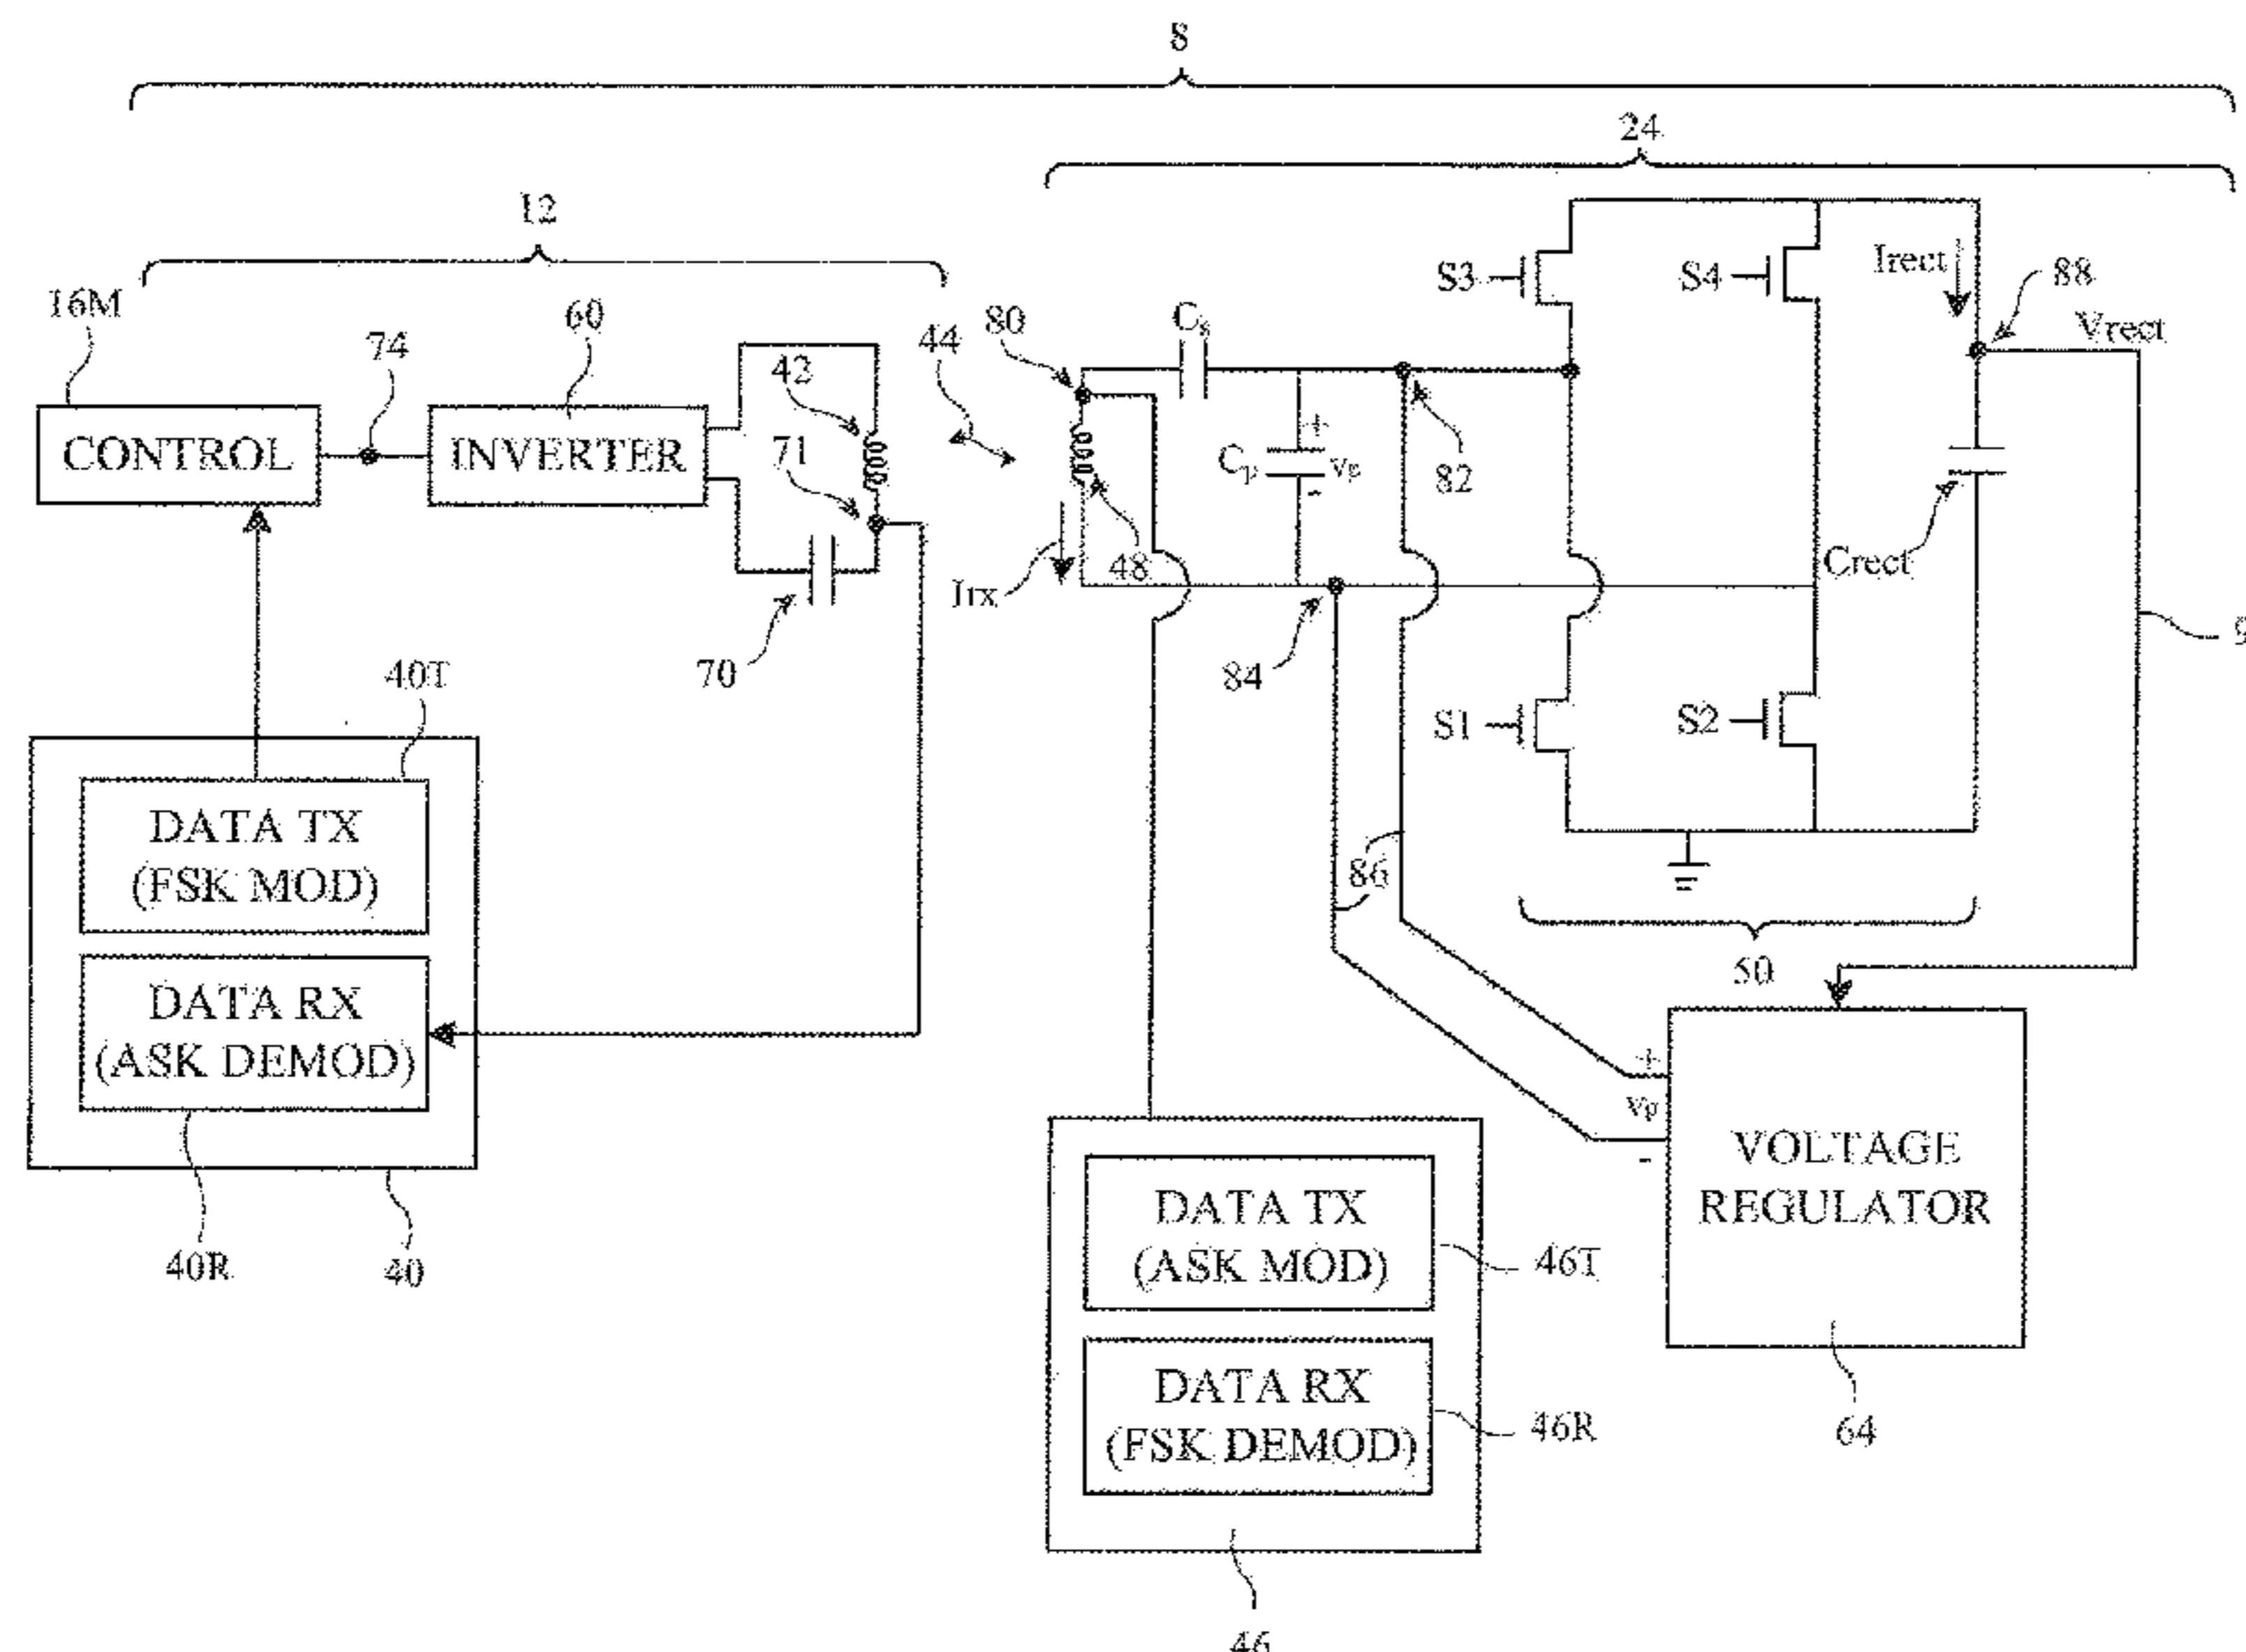 8
24
12
16M
74
60
42
71
44
80
Cs
S3
S4
Irect
88
Vrect
CONTROL
INVERTER
Cp
+
vp
-
82
48
Crect
Irx
70
84
40T
S1
S2
9
DATA TX
(FSK MOD)
86
DATA RX
(ASK DEMOD)
50
+
vp
-
VOLTAGE
REGULATOR
40R
40
DATA TX
(ASK MOD)
46T
DATA RX
(FSK DEMOD)
46R
64
46